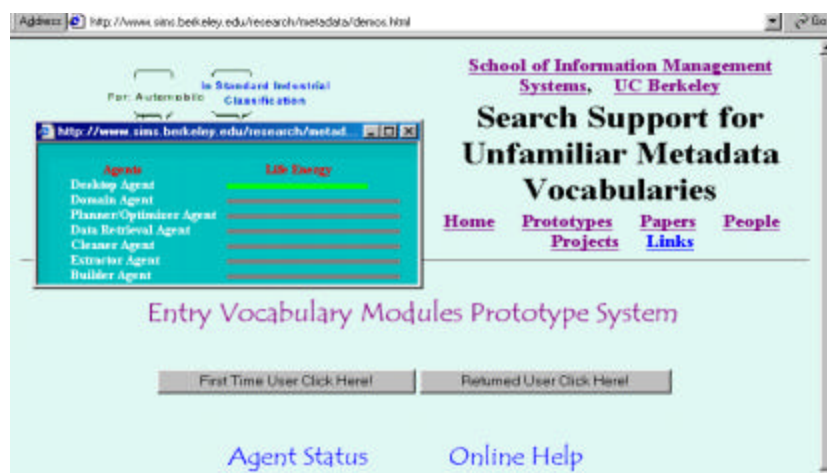 Address http://www.sims.berkeley.edu/research/metadata/demos.html Go
In Standard Industrial
For: Automobile Classification
School of Information Management
Systems, UC Berkeley
Search Support for
Unfamiliar Metadata
Vocabularies
Home Prototypes Papers People
Projects Links
http://www.sims.berkeley.edu/research/metad...
Agents Life Energy
Desktop Agent
Domain Agent
Planner/Optimizer Agent
Data Retrieval Agent
Cleaner Agent
Extractor Agent
Builder Agent
Entry Vocabulary Modules Prototype System
First Time User Click Here! Returned User Click Here!
Agent Status Online Help